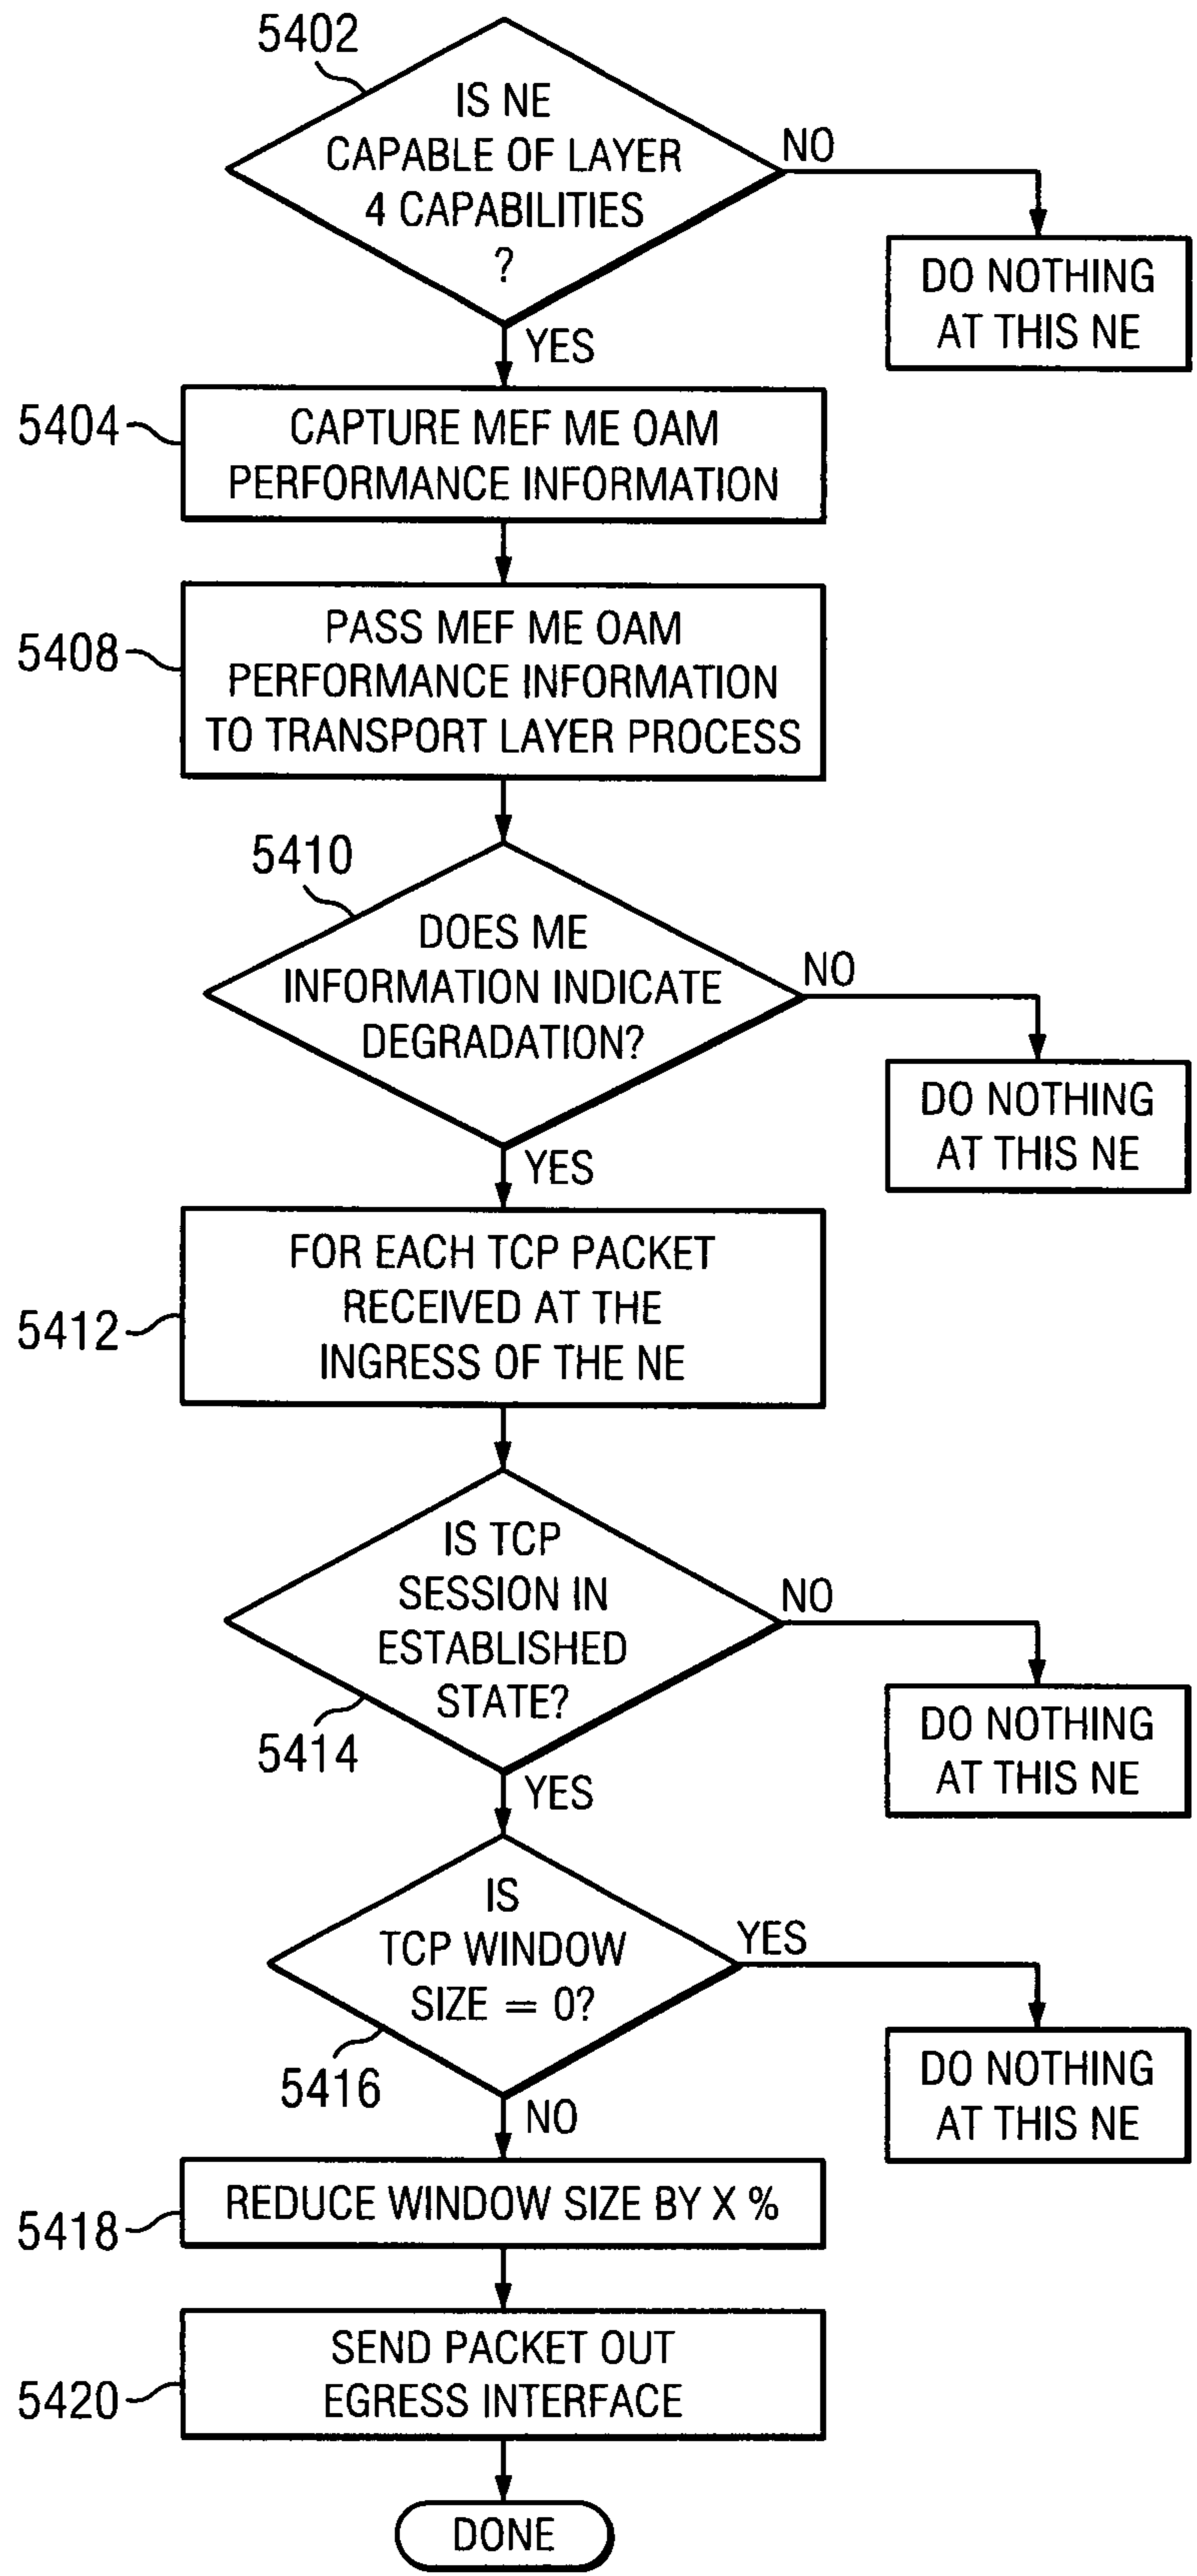 5402
IS NE
CAPABLE OF LAYER
4 CAPABILITIES
?
NO
DO NOTHING
AT THIS NE
YES
5404
CAPTURE MEF ME OAM
PERFORMANCE INFORMATION
5408
PASS MEF ME OAM
PERFORMANCE INFORMATION
TO TRANSPORT LAYER PROCESS
5410
DOES ME
INFORMATION INDICATE
DEGRADATION?
NO
DO NOTHING
AT THIS NE
YES
5412
FOR EACH TCP PACKET
RECEIVED AT THE
INGRESS OF THE NE
IS TCP
SESSION IN
ESTABLISHED
STATE?
5414
NO
DO NOTHING
AT THIS NE
YES
IS
TCP WINDOW
SIZE = 0?
5416
YES
DO NOTHING
AT THIS NE
NO
5418
REDUCE WINDOW SIZE BY X %
5420
SEND PACKET OUT
EGRESS INTERFACE
DONE